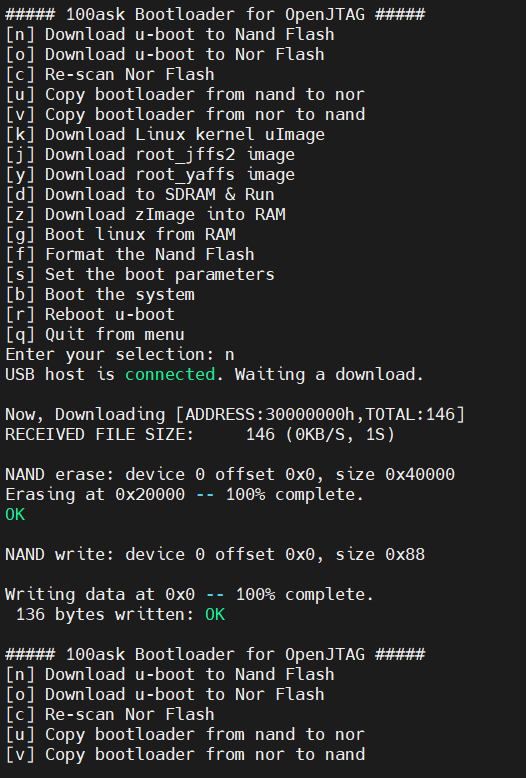 ##### 100ask Bootloader for OpenJTAG #####
[n] Download u-boot to Nand Flash
[o] Download u-boot to Nor Flash
[c] Re-scan Nor Flash
[u] Copy bootloader from nand to nor
[v] Copy bootloader from nor to nand
[k] Download Linux kernel uImage
[j] Download root_jffs2 image
[y] Download root_yaffs image
[d] Download to SDRAM & Run
[z] Download zImage into RAM
[g] Boot linux from RAM
[f] Format the Nand Flash
[s] Set the boot parameters
[b] Boot the system
[r] Reboot u-boot
[q] Quit from menu
Enter your selection: n
USB host is connected. Waiting a download.
Now, Downloading [ADDRESS:30000000h,TOTAL:146]
RECEIVED FILE SIZE:     146 (0KB/S, 1S)
NAND erase: device 0 offset 0x0, size 0x40000
Erasing at 0x20000 -- 100% complete.
OK
NAND write: device 0 offset 0x0, size 0x88
Writing data at 0x0 -- 100% complete.
 136 bytes written: OK
##### 100ask Bootloader for OpenJTAG #####
[n] Download u-boot to Nand Flash
[o] Download u-boot to Nor Flash
[c] Re-scan Nor Flash
[u] Copy bootloader from nand to nor
[v] Copy bootloader from nor to nand